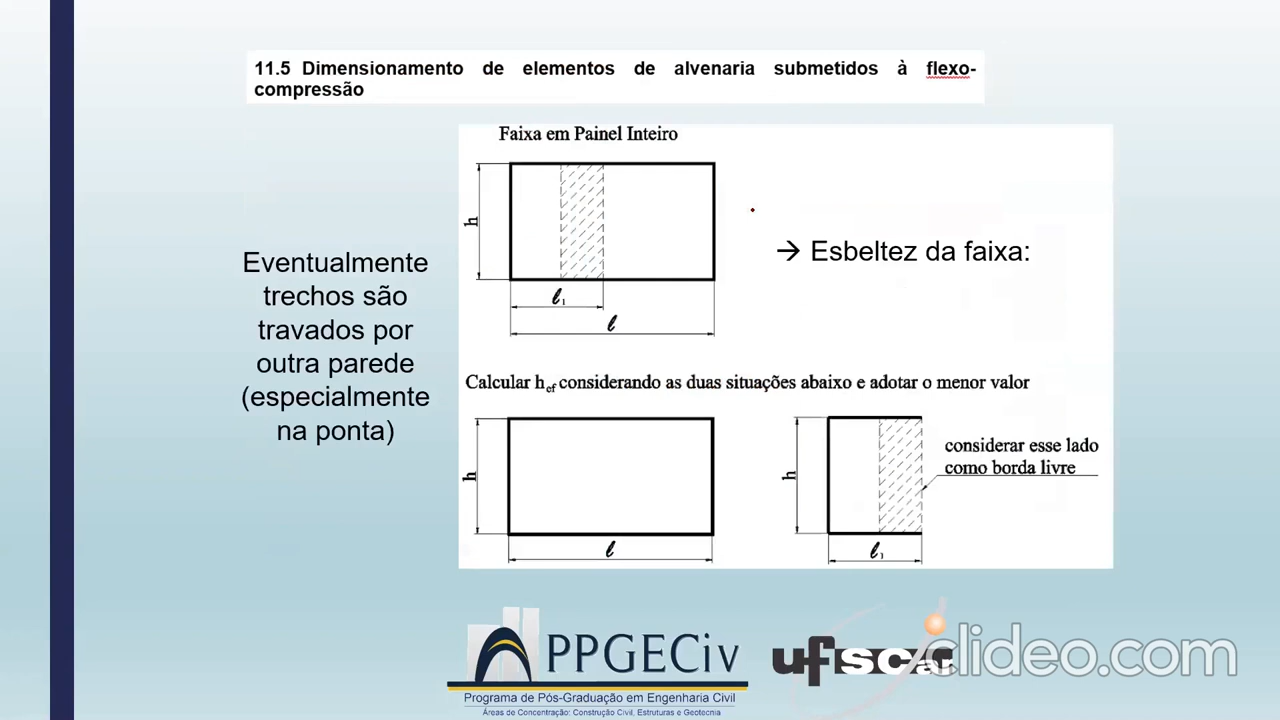 11.5 Dimensionamento de elementos de alvenaria submetidos à flexo-
compressão
Faixa em Painel Inteiro
h
ℓ₁
ℓ
→ Esbeltez da faixa:
Eventualmente
trechos são
travados por
outra parede
(especialmente
na ponta)
Calcular hef considerando as duas situações abaixo e adotar o menor valor
h
ℓ
h
ℓ₁
considerar esse lado
como borda livre
PPGECiv
Programa de Pós-Graduação em Engenharia Civil
Áreas de Concentração: Construção Civil, Estruturas e Geotecnia
ufscar
clideo.com